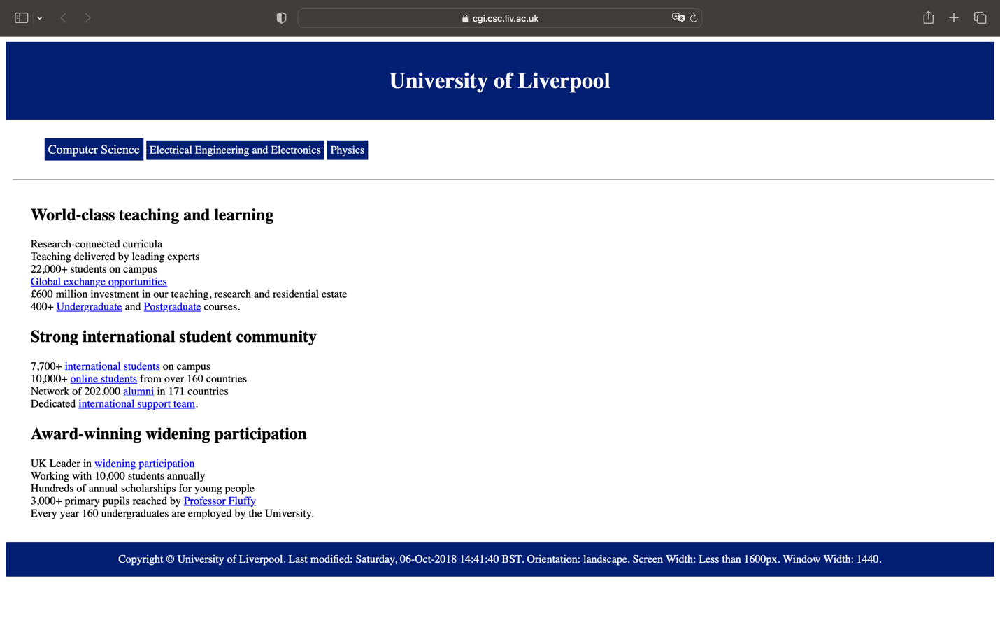 cgi.csc.liv.ac.uk
University of Liverpool
Computer Science Electrical Engineering and Electronics Physics
World-class teaching and learning
Research-connected curricula
Teaching delivered by leading experts
22,000+ students on campus
Global exchange opportunities
£600 million investment in our teaching, research and residential estate
400+ Undergraduate and Postgraduate courses.
Strong international student community
7,700+ international students on campus
10,000+ online students from over 160 countries
Network of 202,000 alumni in 171 countries
Dedicated international support team.
Award-winning widening participation
UK Leader in widening participation
Working with 10,000 students annually
Hundreds of annual scholarships for young people
3,000+ primary pupils reached by Professor Fluffy
Every year 160 undergraduates are employed by the University.
Copyright © University of Liverpool. Last modified: Saturday, 06-Oct-2018 14:41:40 BST. Orientation: landscape. Screen Width: Less than 1600px. Window Width: 1440.